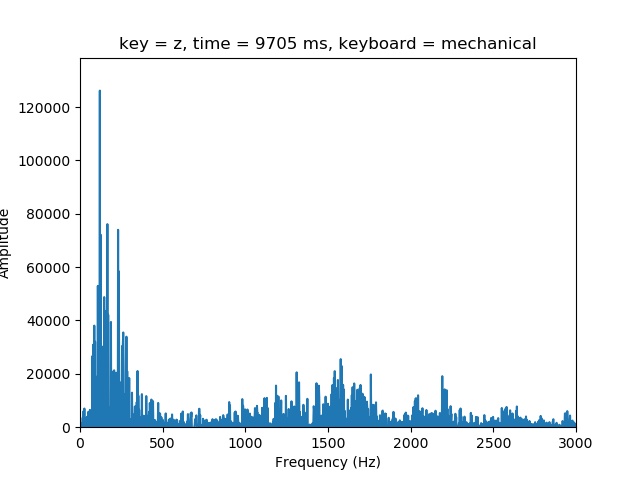 key = z, time = 9705 ms, keyboard = mechanical
120000
100000
80000
60000
40000
20000
0
Amplitude
0 500 1000 1500 2000 2500 3000
Frequency (Hz)